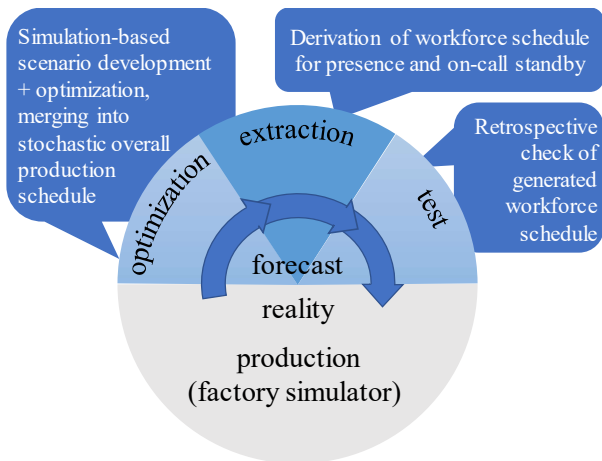 Simulation-based
scenario development
+ optimization,
merging into
stochastic overall
production
schedule
Derivation of workforce schedule
for presence and on-call standby
Retrospective
check of
generated
workforce
schedule
optimization
extraction
test
forecast
reality
production
(factory simulator)